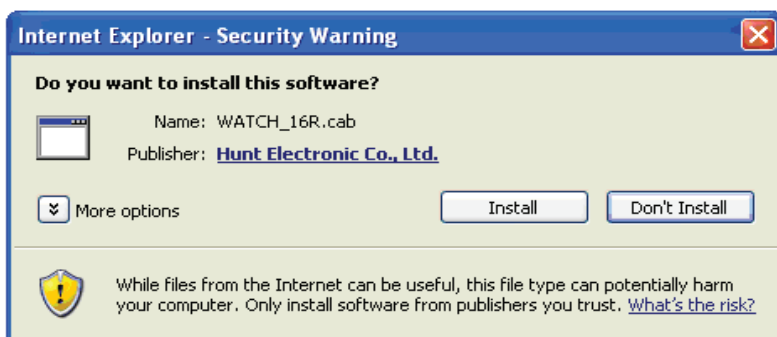 Internet Explorer - Security Warning
Do you want to install this software?
Name: WATCH_16R.cab
Publisher: Hunt Electronic Co., Ltd.
More options
Install
Don't Install
While files from the Internet can be useful, this file type can potentially harm
your computer. Only install software from publishers you trust. What's the risk?